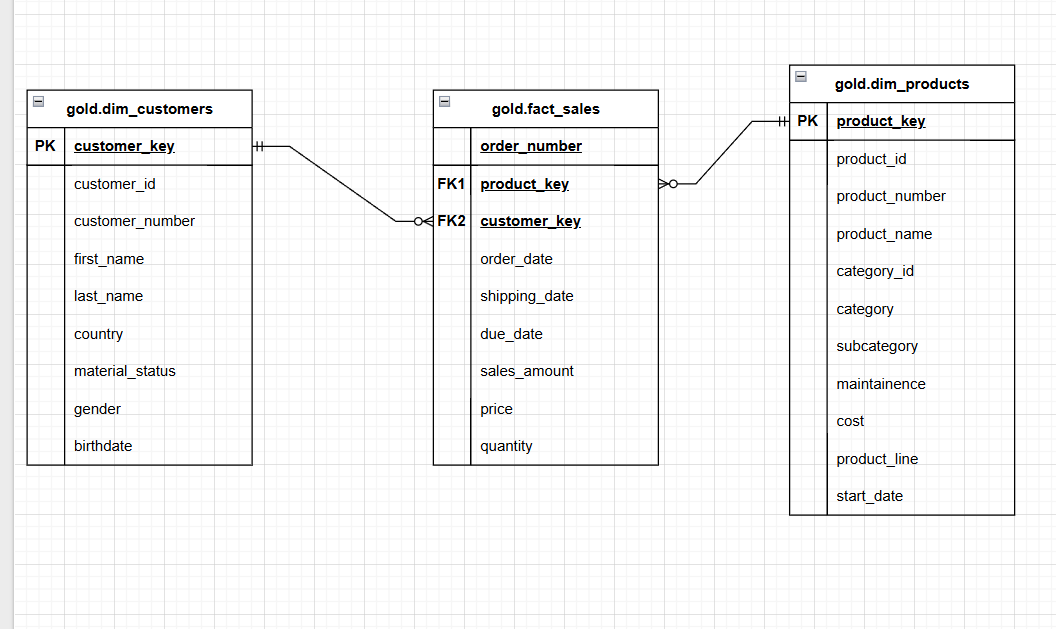 gold.dim_customers
PK customer_key
customer_id
customer_number
first_name
last_name
country
material_status
gender
birthdate
gold.fact_sales
order_number
FK1 product_key
FK2 customer_key
order_date
shipping_date
due_date
sales_amount
price
quantity
gold.dim_products
PK product_key
product_id
product_number
product_name
category_id
category
subcategory
maintainence
cost
product_line
start_date